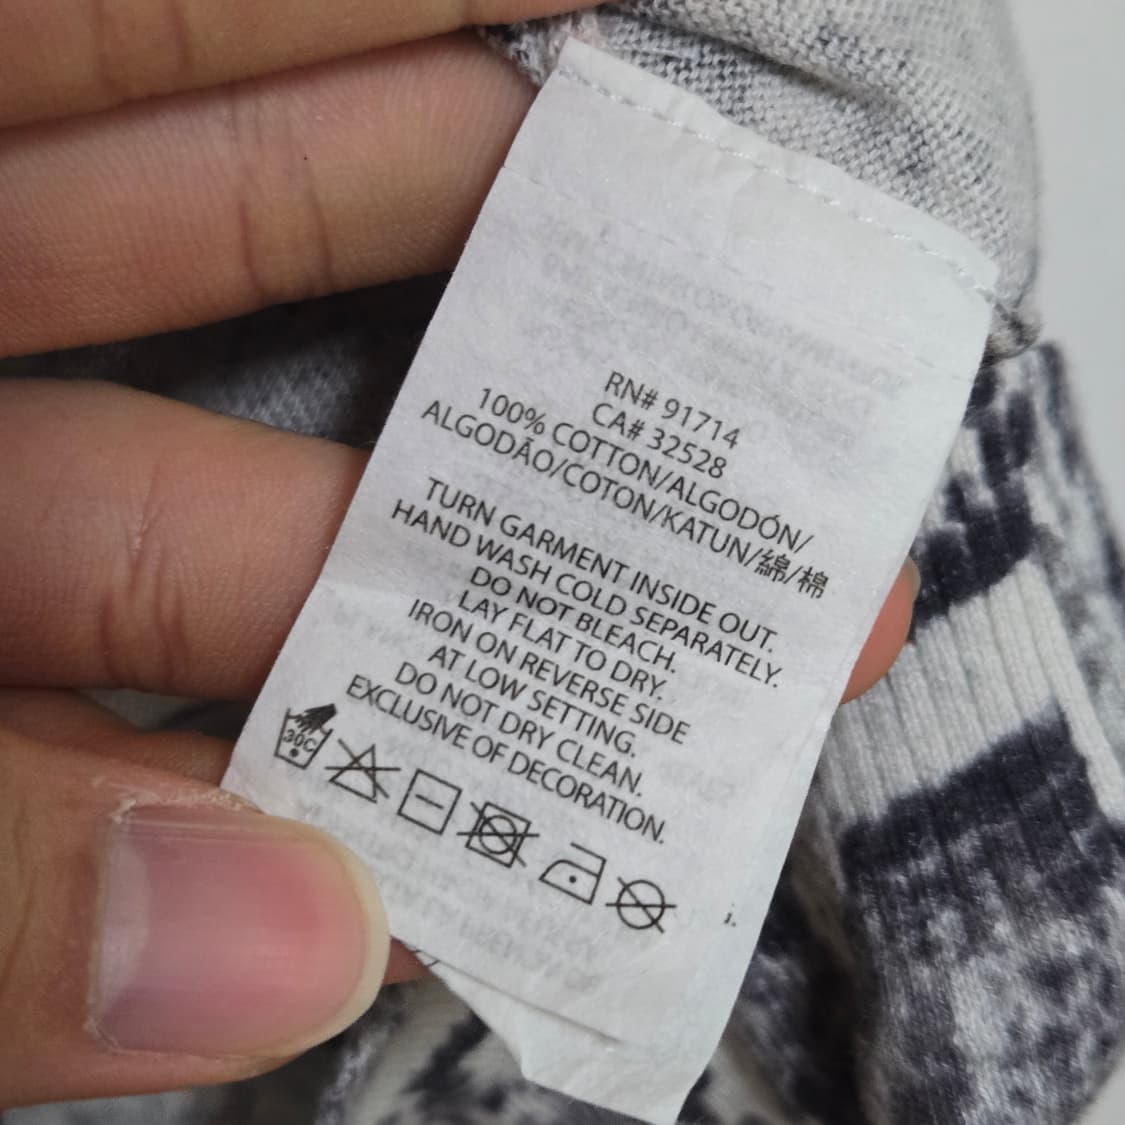 RN# 91714
CA# 32528
100% COTTON/ALGODÓN/
ALGODÃO/COTON/KATUN/綿/棉
TURN GARMENT INSIDE OUT.
HAND WASH COLD SEPARATELY.
DO NOT BLEACH.
LAY FLAT TO DRY.
IRON ON REVERSE SIDE
AT LOW SETTING.
DO NOT DRY CLEAN.
EXCLUSIVE OF DECORATION.
30C